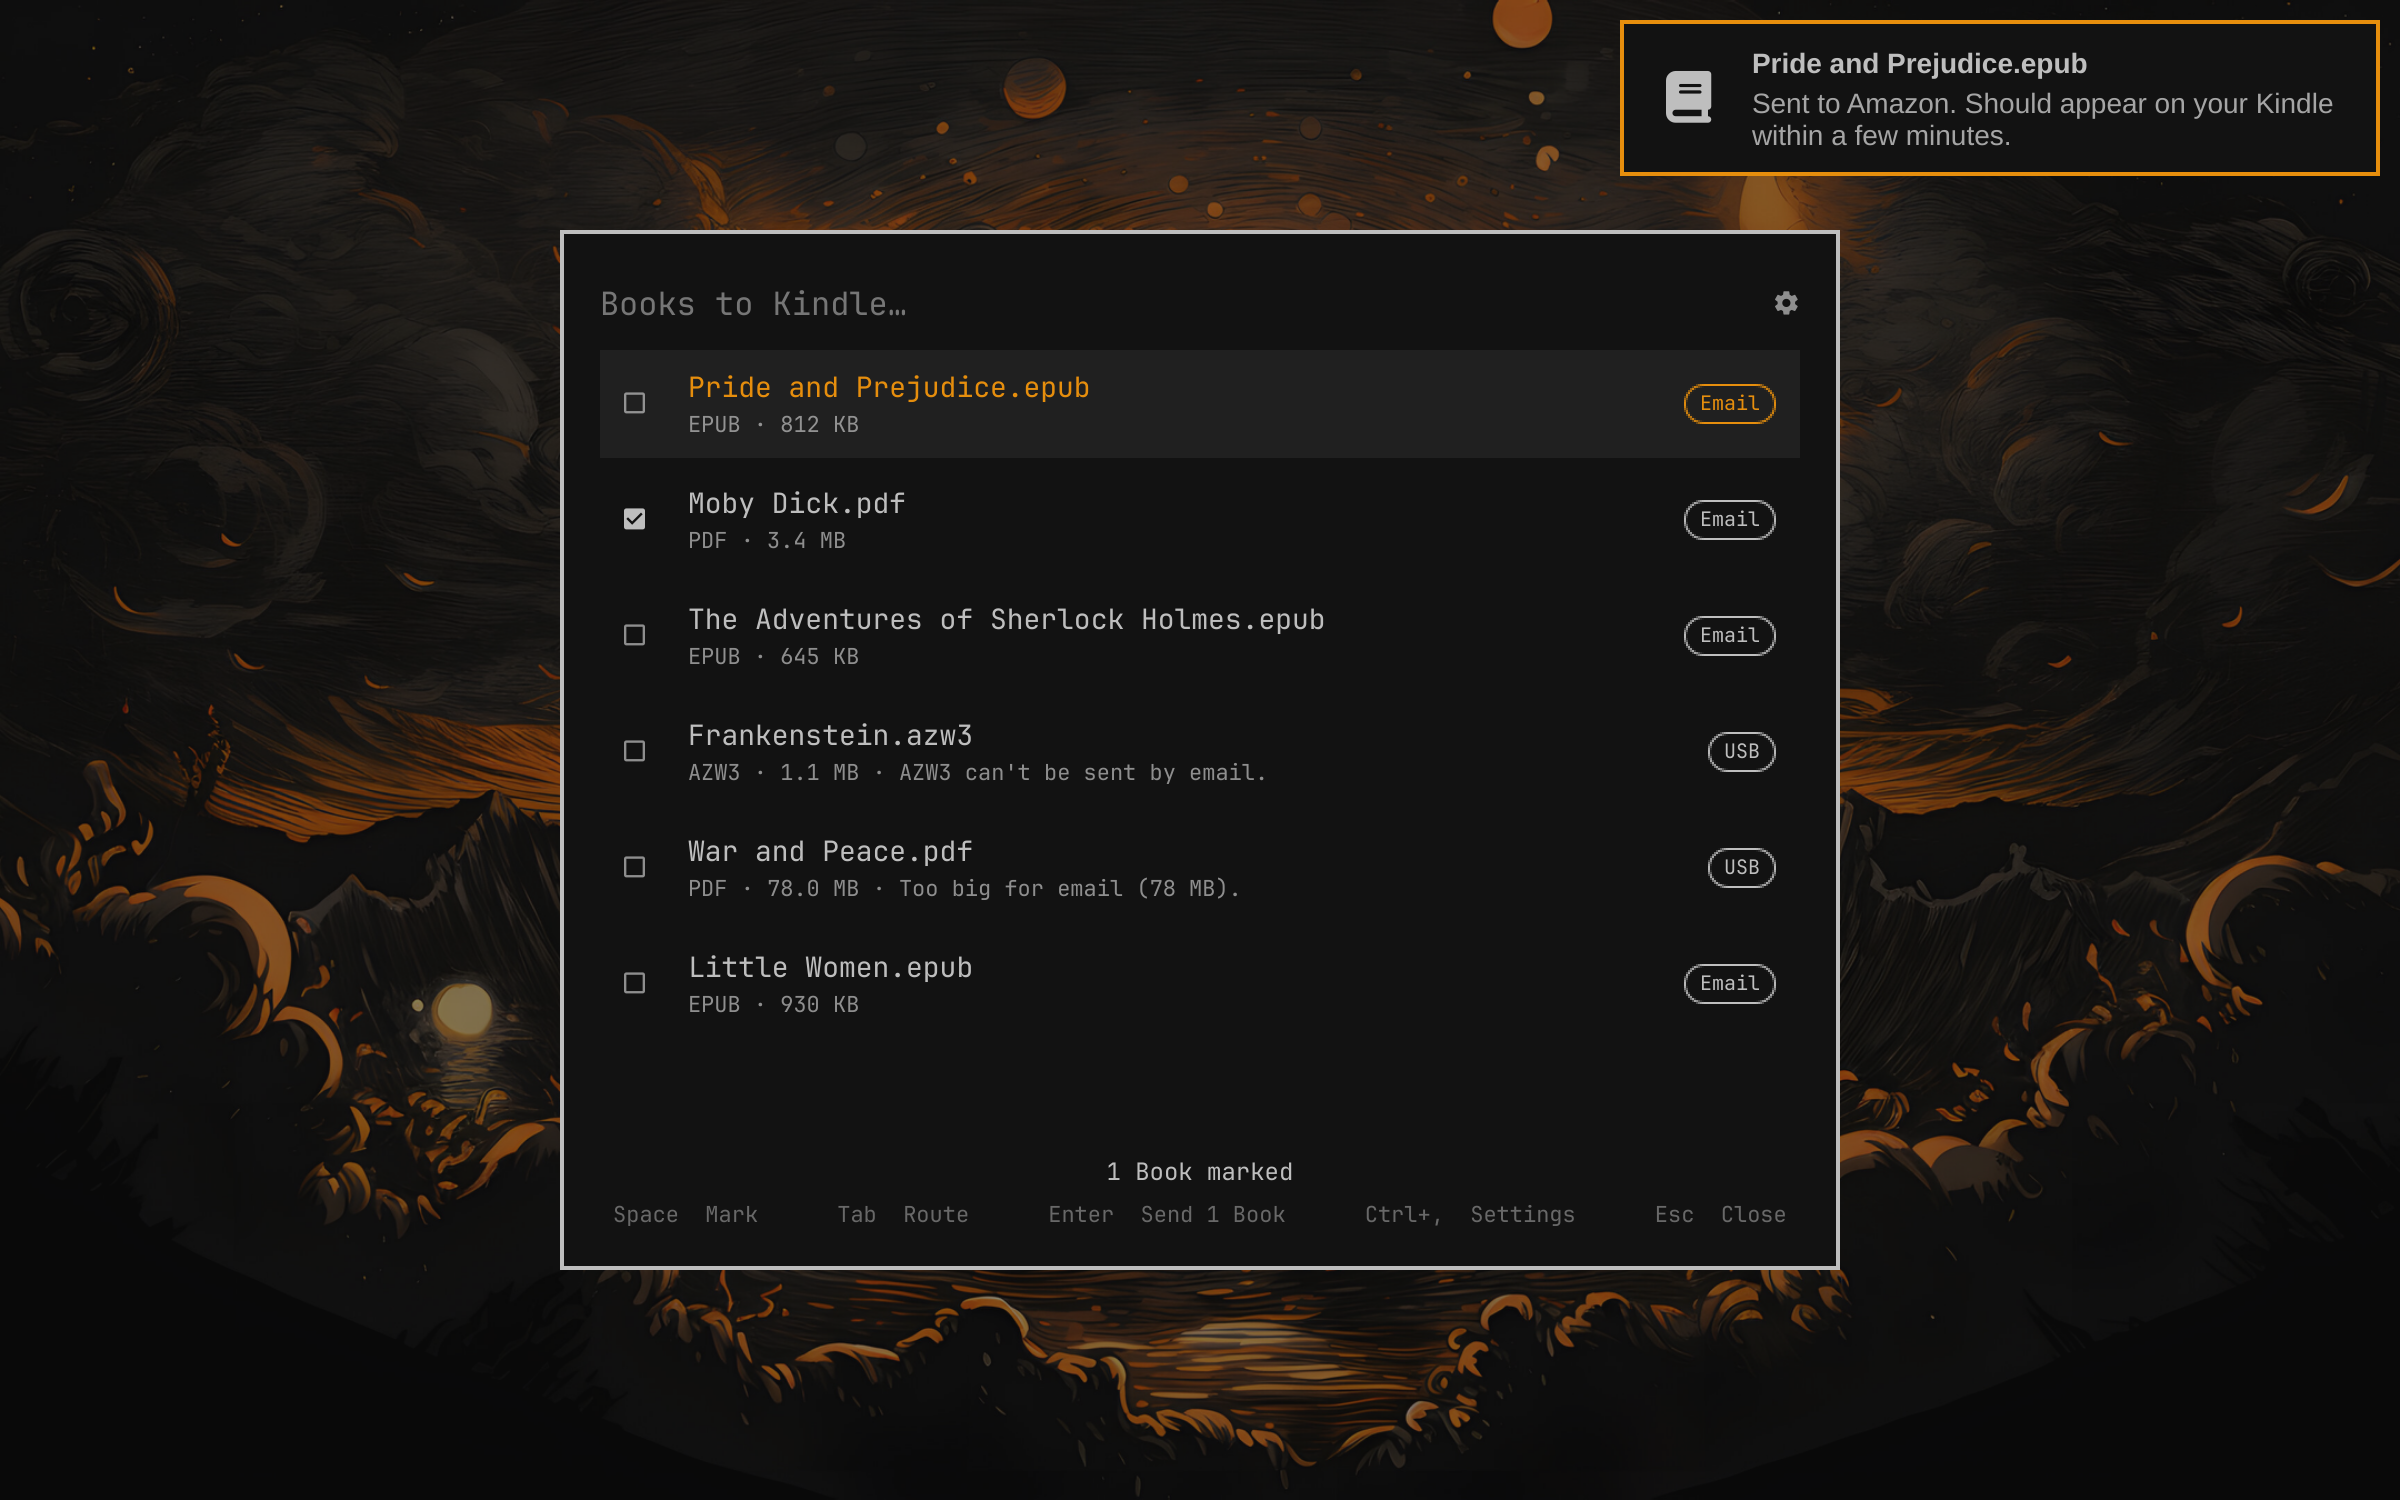 Pride and Prejudice.epub
Sent to Amazon. Should appear on your Kindle
within a few minutes.
Books to Kindle…
Pride and Prejudice.epub
EPUB · 812 KB
Email
Moby Dick.pdf
PDF · 3.4 MB
Email
The Adventures of Sherlock Holmes.epub
EPUB · 645 KB
Email
Frankenstein.azw3
AZW3 · 1.1 MB · AZW3 can't be sent by email.
USB
War and Peace.pdf
PDF · 78.0 MB · Too big for email (78 MB).
USB
Little Women.epub
EPUB · 930 KB
Email
1 Book marked
Space Mark Tab Route Enter Send 1 Book Ctrl+, Settings Esc Close